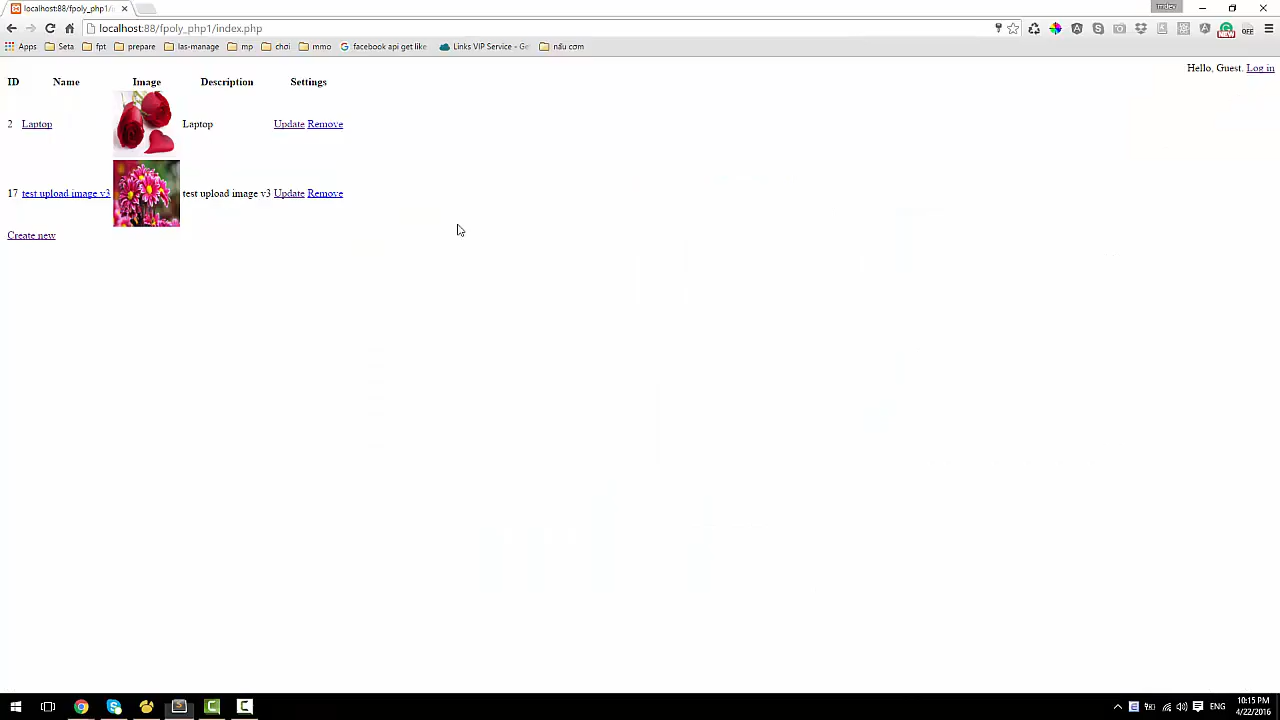 localhost:88/fpoly_php1/i
tmdev
localhost:88/fpoly_php1/index.php
Apps Seta fpt prepare las-manage mp choi mmo facebook api get like Links VIP Service - Ge n4u com
Hello, Guest. Log in
ID Name Image Description Settings
2 Laptop Laptop Update Remove
17 test upload image v3 test upload image v3 Update Remove
Create new
ENG
10:15 PM
4/22/2016